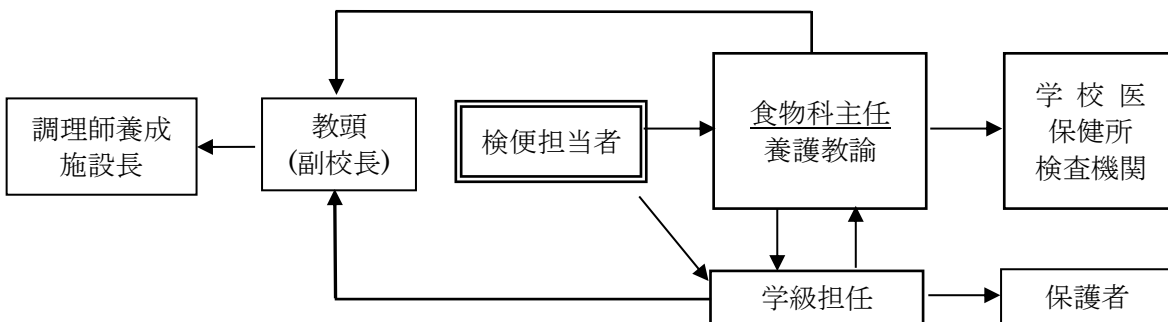 調理師養成
施設長
教頭
(副校長)
検便担当者
食物科主任
養護教諭
学 校 医
保健所
検査機関
学級担任
保護者